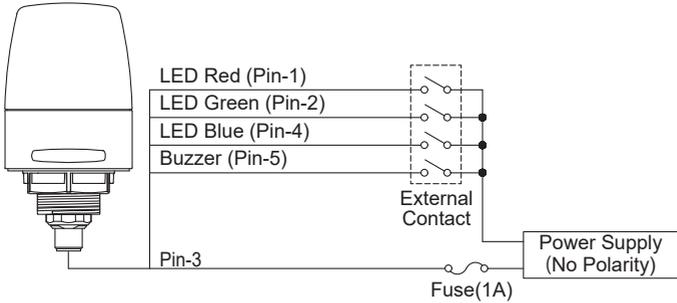 LED Red (Pin-1)
LED Green (Pin-2)
LED Blue (Pin-4)
Buzzer (Pin-5)
External
Contact
Pin-3
Fuse(1A)
Power Supply
(No Polarity)